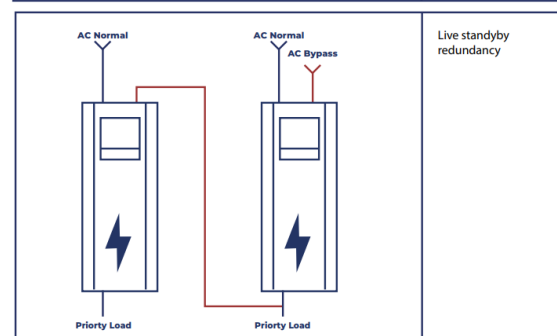 AC Normal
AC Normal
AC Bypass
Live standyby
redundancy
Priorty Load
Priorty Load